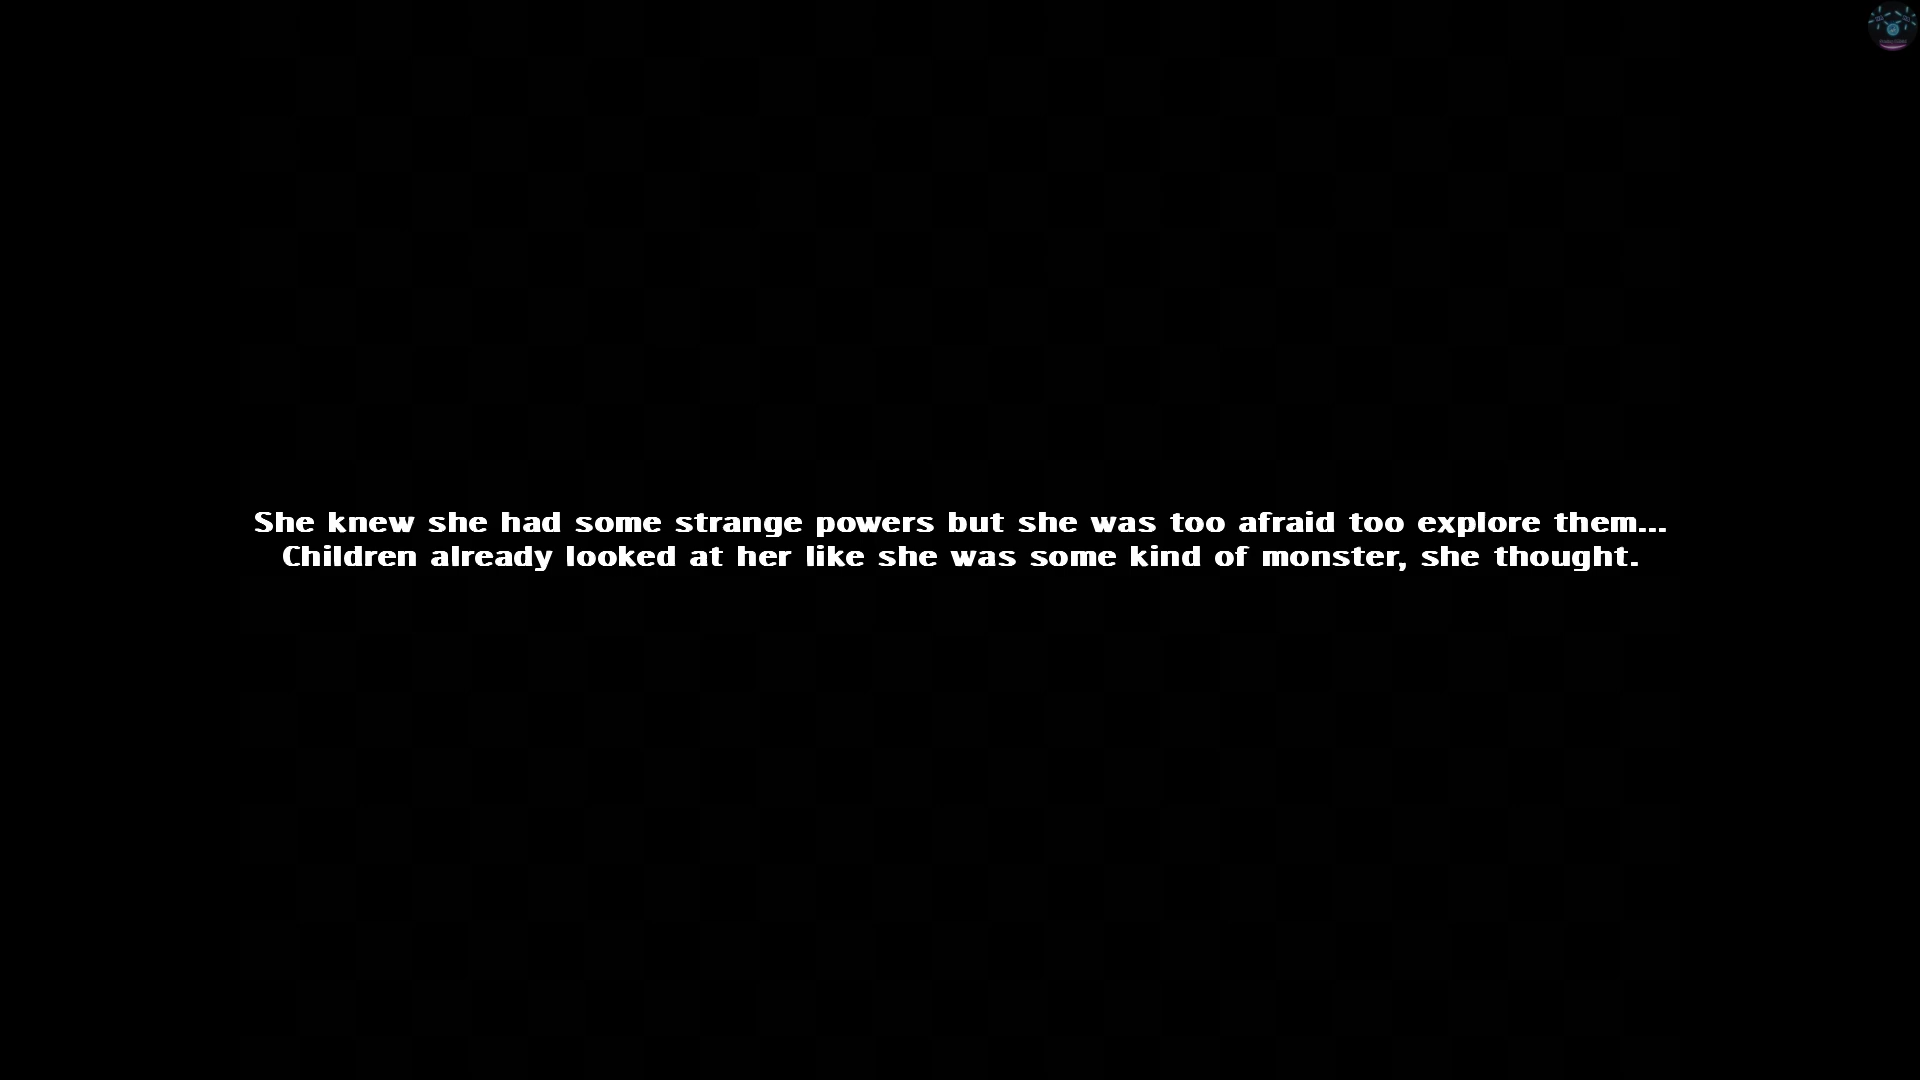 She knew she had some strange powers but she was too afraid too explore them...
Children already looked at her like she was some kind of monster, she thought.